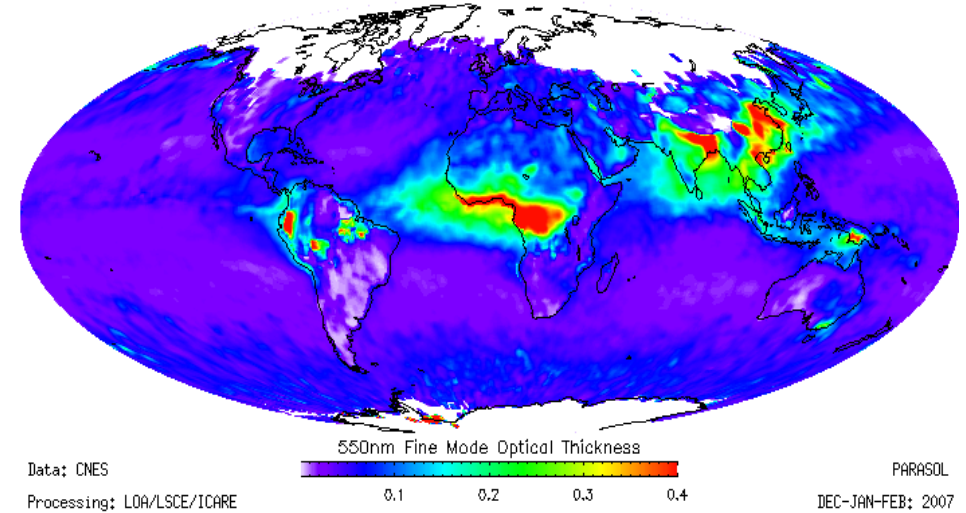 550nm Fine Mode Optical Thickness
0.1 0.2 0.3 0.4
Data: CNES
PARASOL
Processing: LOA/LSCE/ICARE
DEC-JAN-FEB: 2007